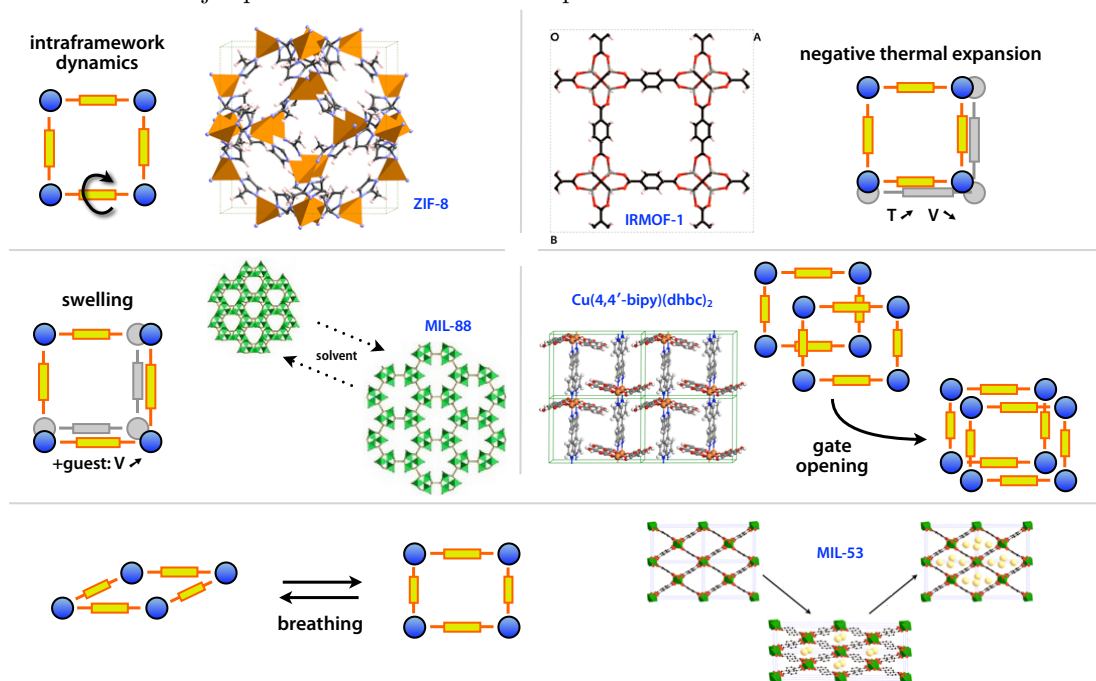 intraframework
dynamics
ZIF-8
O
A
B
IRMOF-1
negative thermal expansion
T ➚ V ➘
swelling
+guest: V ➚
MIL-88
solvent
Cu(4,4′-bipy)(dhbc)₂
gate
opening
breathing
MIL-53